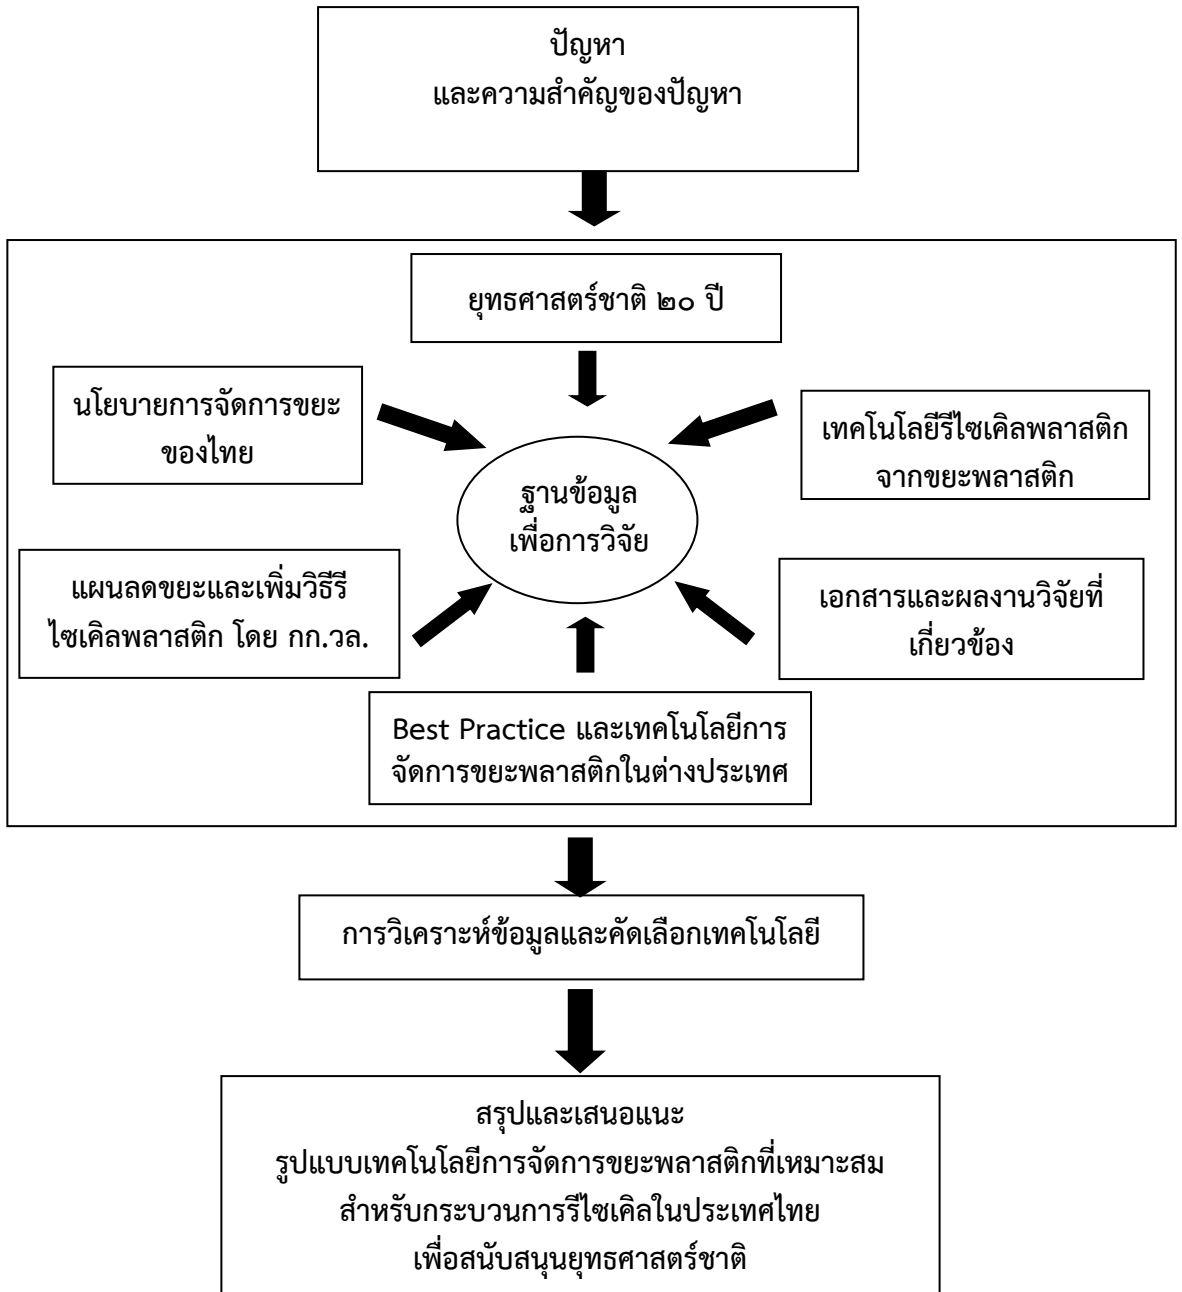 ปัญหา
และความสำคัญของปัญหา
ยุทธศาสตร์ชาติ ๒๐ ปี
นโยบายการจัดการขยะ
ของไทย
เทคโนโลยีรีไซเคิลพลาสติก
จากขยะพลาสติก
ฐานข้อมูล
เพื่อการวิจัย
แผนลดขยะและเพิ่มวิธีรี
ไซเคิลพลาสติก โดย กก.วล.
เอกสารและผลงานวิจัยที่
เกี่ยวข้อง
Best Practice และเทคโนโลยีการ
จัดการขยะพลาสติกในต่างประเทศ
การวิเคราะห์ข้อมูลและคัดเลือกเทคโนโลยี
สรุปและเสนอแนะ
รูปแบบเทคโนโลยีการจัดการขยะพลาสติกที่เหมาะสม
สำหรับกระบวนการรีไซเคิลในประเทศไทย
เพื่อสนับสนุนยุทธศาสตร์ชาติ